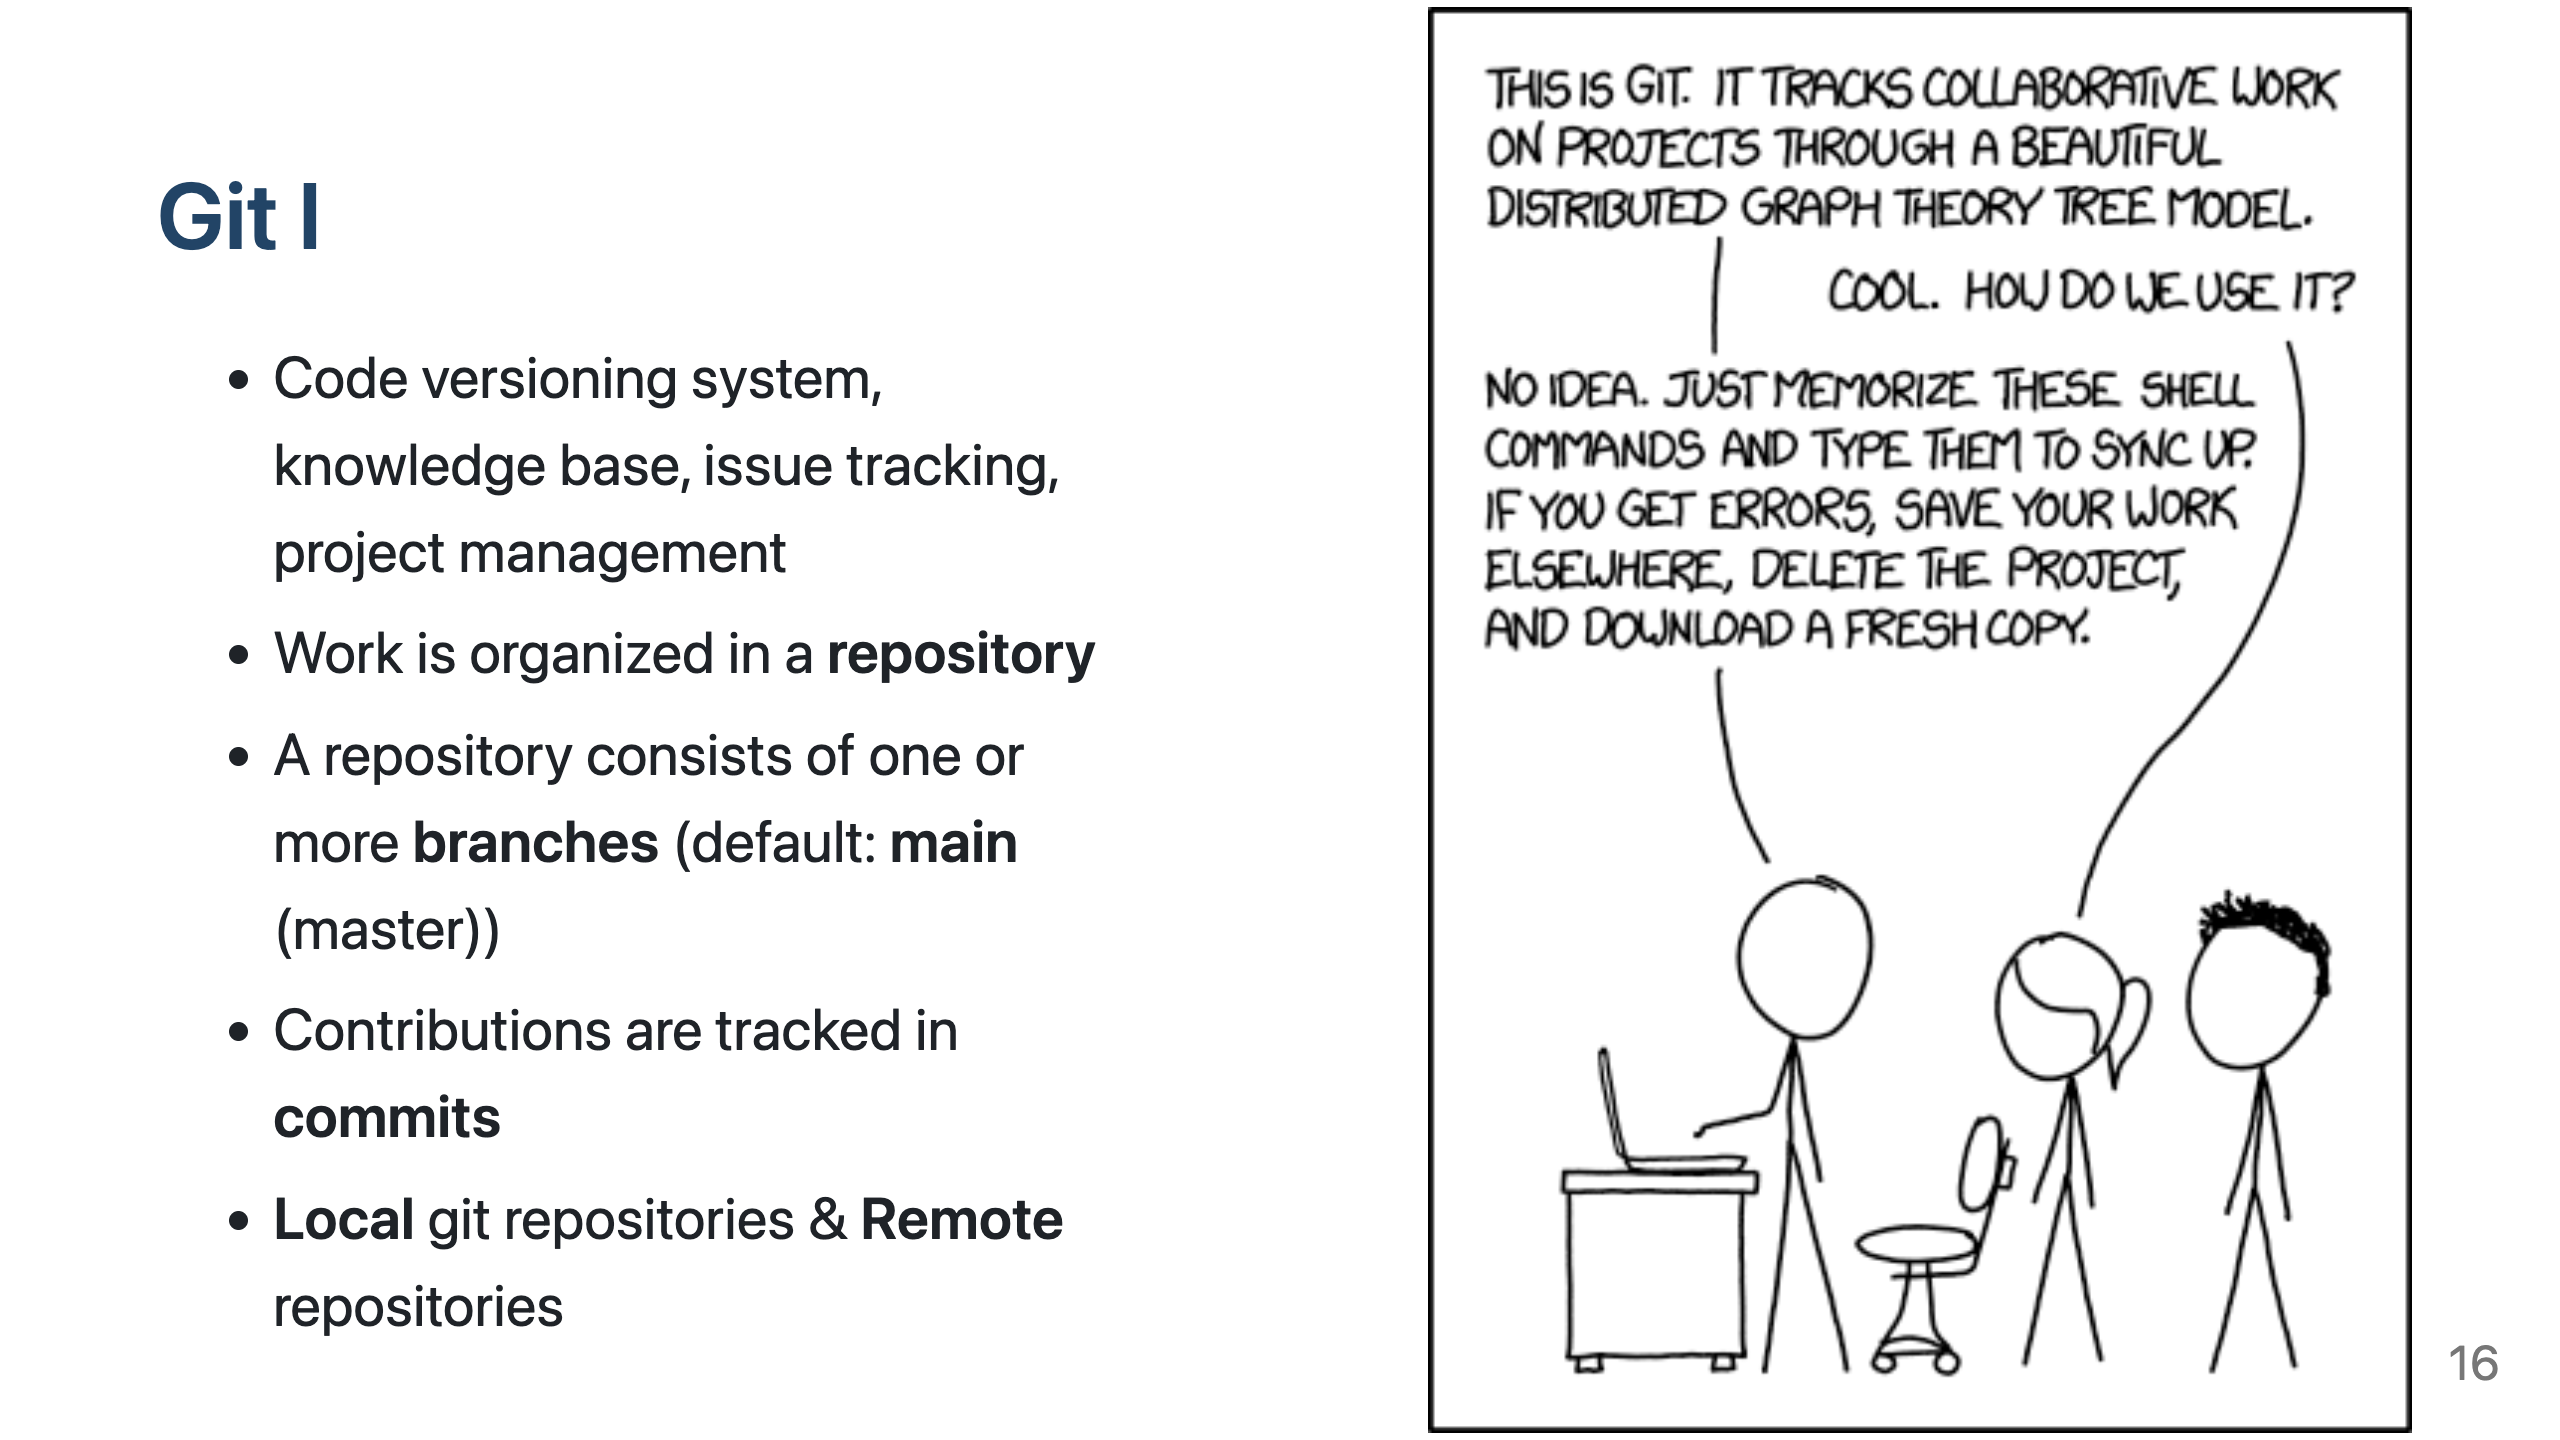 Git I
• Code versioning system,
knowledge base, issue tracking,
project management
• Work is organized in a repository
• A repository consists of one or
more branches (default: main
(master))
• Contributions are tracked in
commits
• Local git repositories & Remote
repositories
THIS IS GIT. IT TRACKS COLLABORATIVE WORK
ON PROJECTS THROUGH A BEAUTIFUL
DISTRIBUTED GRAPH THEORY TREE MODEL.
COOL. HOW DO WE USE IT?
NO IDEA. JUST MEMORIZE THESE SHELL
COMMANDS AND TYPE THEM TO SYNC UP.
IF YOU GET ERRORS, SAVE YOUR WORK
ELSEWHERE, DELETE THE PROJECT,
AND DOWNLOAD A FRESH COPY.
16